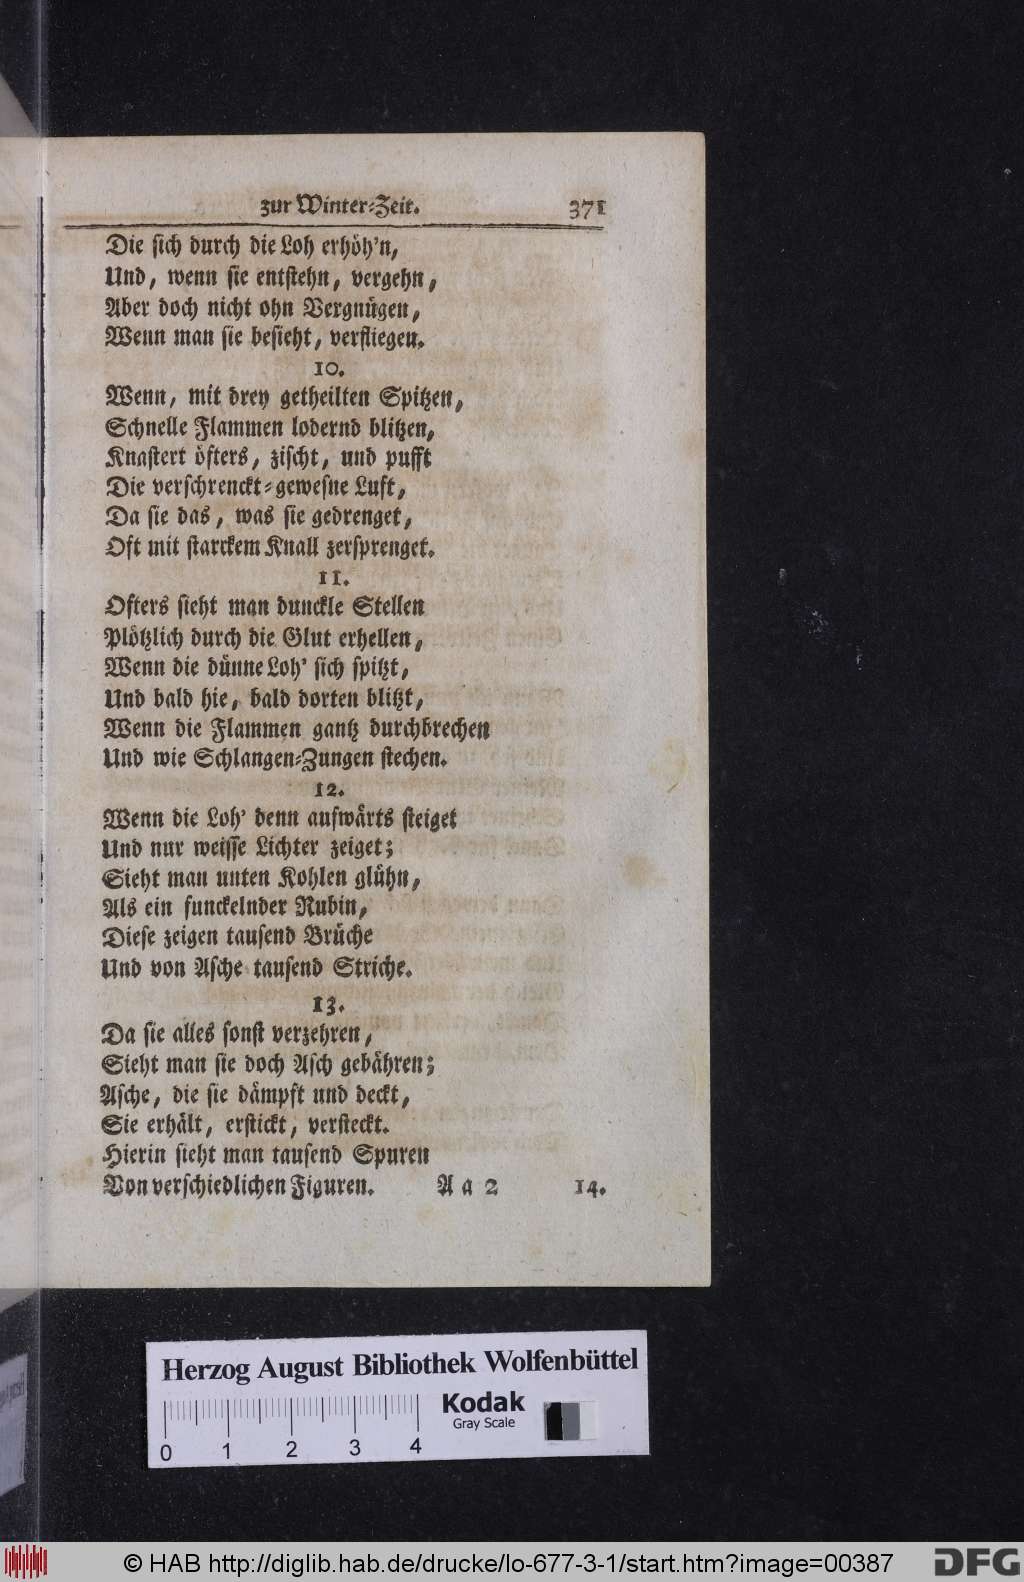 zur Winter-Zeit. 371
Die sich durch die Loh erhöh'n,
Und, wenn sie entstehn, vergehn,
Aber doch nicht ohn Vergnügen,
Wenn man sie besieht, verfliegen.
10.
Wenn, mit drey getheilten Spitzen,
Schnelle Flammen lodernd blitzen,
Knastert öfters, zischt, und pufft
Die verschrenckt-gewesne Luft,
Da sie das, was sie gedrenget,
Oft mit starckem Knall zersprenget.
11.
Ofters sieht man dunckle Stellen
Plötzlich durch die Glut erhellen,
Wenn die dünne Loh' sich spitzt,
Und bald hie, bald dorten blitzt,
Wenn die Flammen gantz durchbrechen
Und wie Schlangen-Zungen stechen.
12.
Wenn die Loh' denn aufwärts steiget
Und nur weisse Lichter zeiget;
Sieht man unten Kohlen glühn,
Als ein funckelnder Rubin,
Diese zeigen tausend Brüche
Und von Asche tausend Striche.
13.
Da sie alles sonst verzehren,
Sieht man sie doch Asch gebähren;
Asche, die sie dämpft und deckt,
Sie erhält, erstickt, versteckt.
Hierin sieht man tausend Spuren
Von verschiedlichen Figuren. Aa 2 14.
Herzog August Bibliothek Wolfenbüttel
Kodak
Gray Scale
0 1 2 3 4
© HAB http://diglib.hab.de/drucke/lo-677-3-1/start.htm?image=00387
DFG